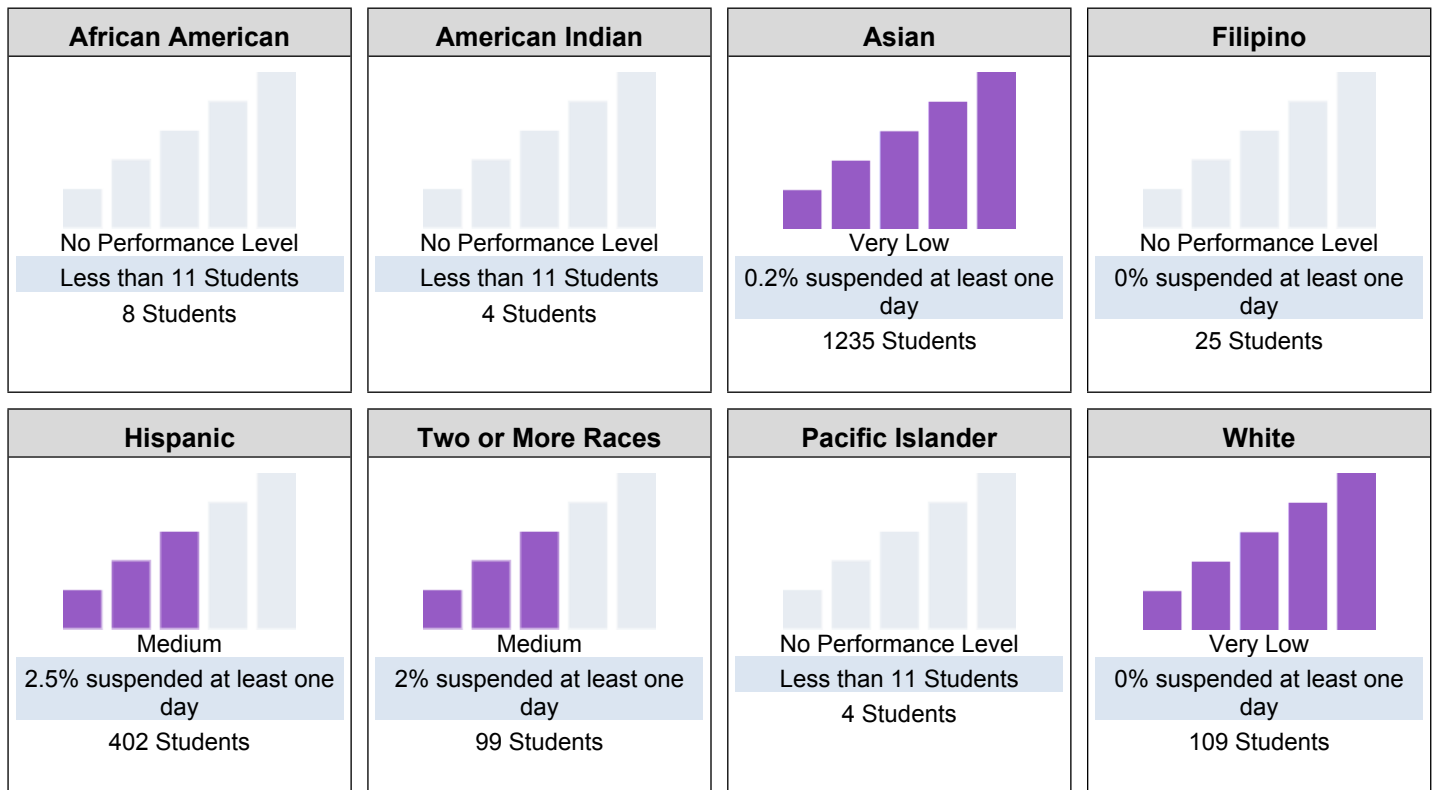 African American
No Performance Level
Less than 11 Students
8 Students
American Indian
No Performance Level
Less than 11 Students
4 Students
Asian
Very Low
0.2% suspended at least one
day
1235 Students
Filipino
No Performance Level
0% suspended at least one
day
25 Students
Hispanic
Medium
2.5% suspended at least one
day
402 Students
Two or More Races
Medium
2% suspended at least one
day
99 Students
Pacific Islander
No Performance Level
Less than 11 Students
4 Students
White
Very Low
0% suspended at least one
day
109 Students